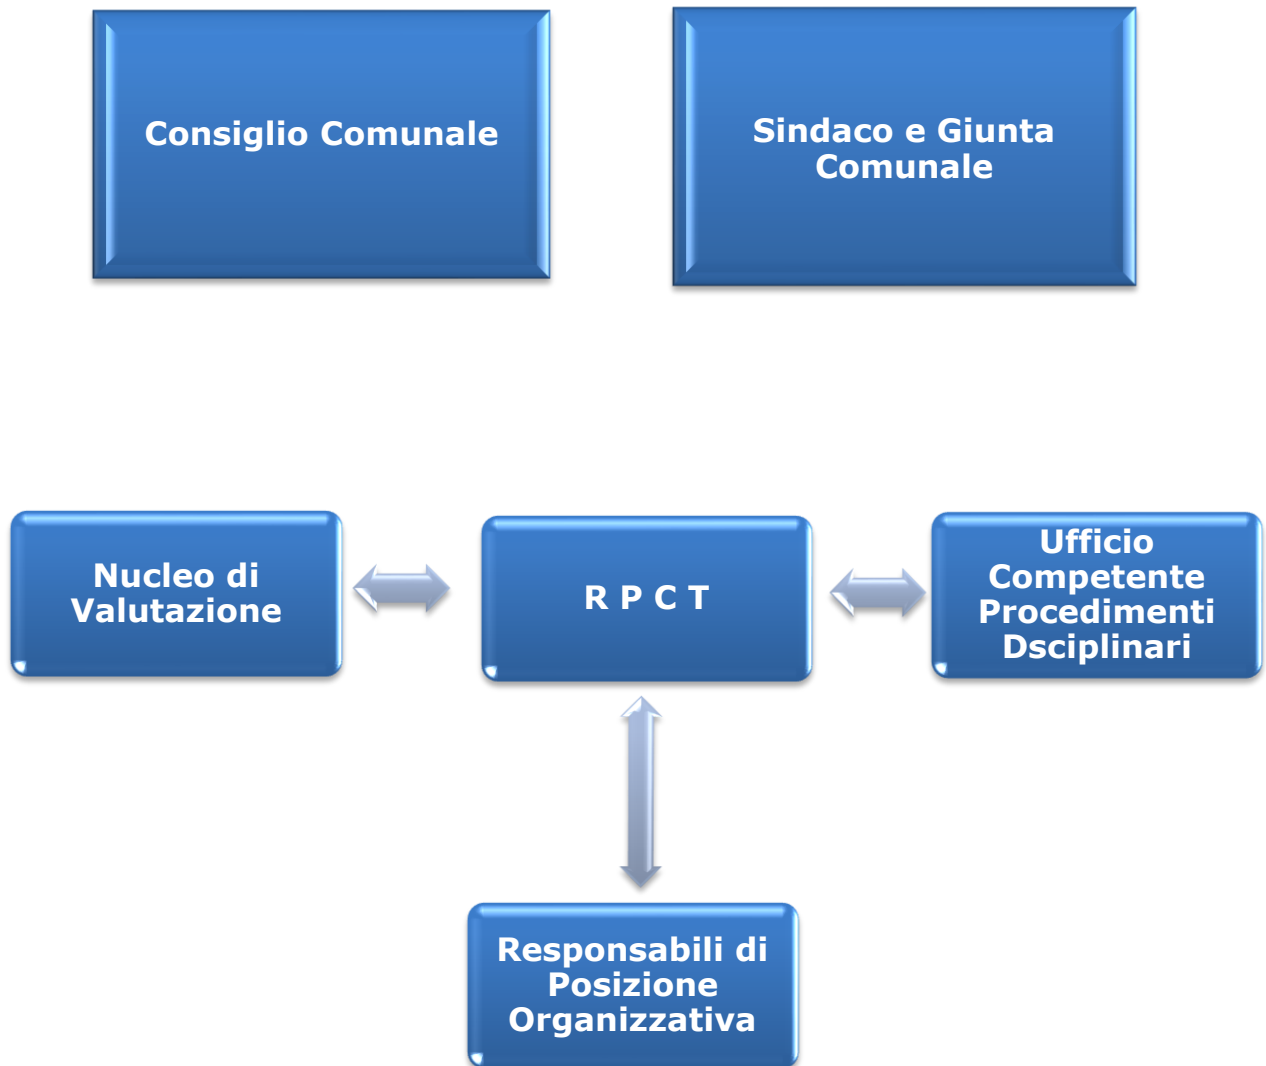 Consiglio Comunale
Sindaco e Giunta
Comunale
Nucleo di
Valutazione
R P C T
Ufficio
Competente
Procedimenti
Dsciplinari
Responsabili di
Posizione
Organizzativa